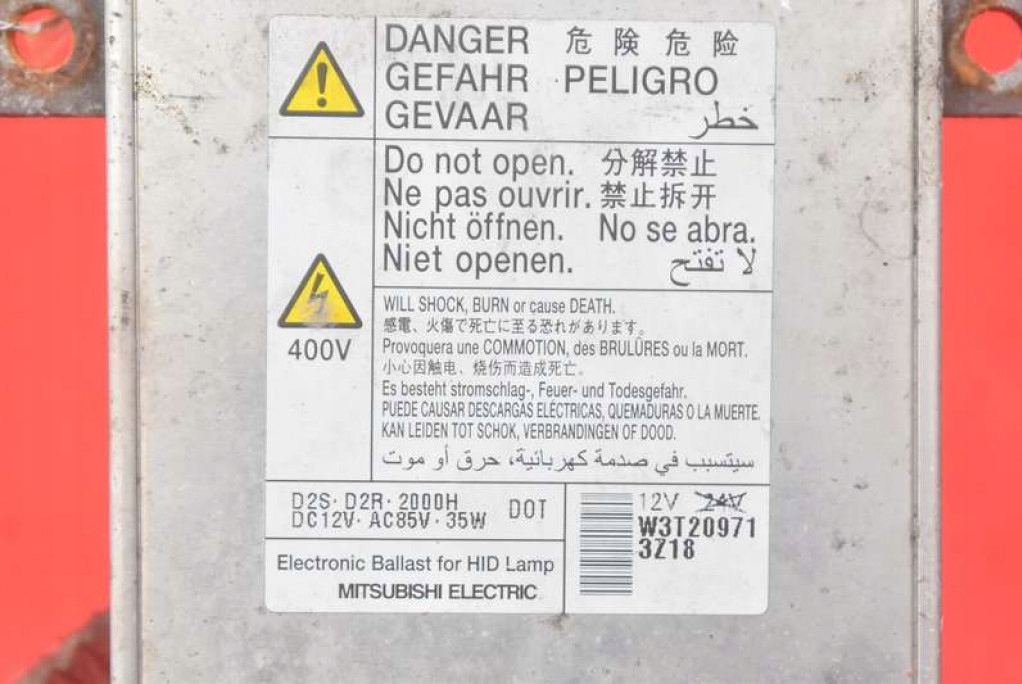 DANGER 危険 危险
GEFAHR PELIGRO
GEVAAR خطر
Do not open. 分解禁止
Ne pas ouvrir. 禁止拆开
Nicht öffnen. No se abra.
Niet openen. لا تفتح
400V
WILL SHOCK, BURN or cause DEATH.
感電、火傷で死亡に至る恐れがあります。
Provoquera une COMMOTION, des BRULÛRES ou la MORT.
小心因触电、烧伤而造成死亡。
Es besteht stromschlag-, Feuer- und Todesgefahr.
PUEDE CAUSAR DESCARGAS ELÉCTRICAS, QUEMADURAS O LA MUERTE.
KAN LEIDEN TOT SCHOK, VERBRANDINGEN OF DOOD.
سيتسبب في صدمة كهربائية، حرق أو موت
D2S· D2R· 2000H
DC12V· AC85V· 35W
DOT
12V 24V
W3T20971
3Z18
Electronic Ballast for HID Lamp
MITSUBISHI ELECTRIC